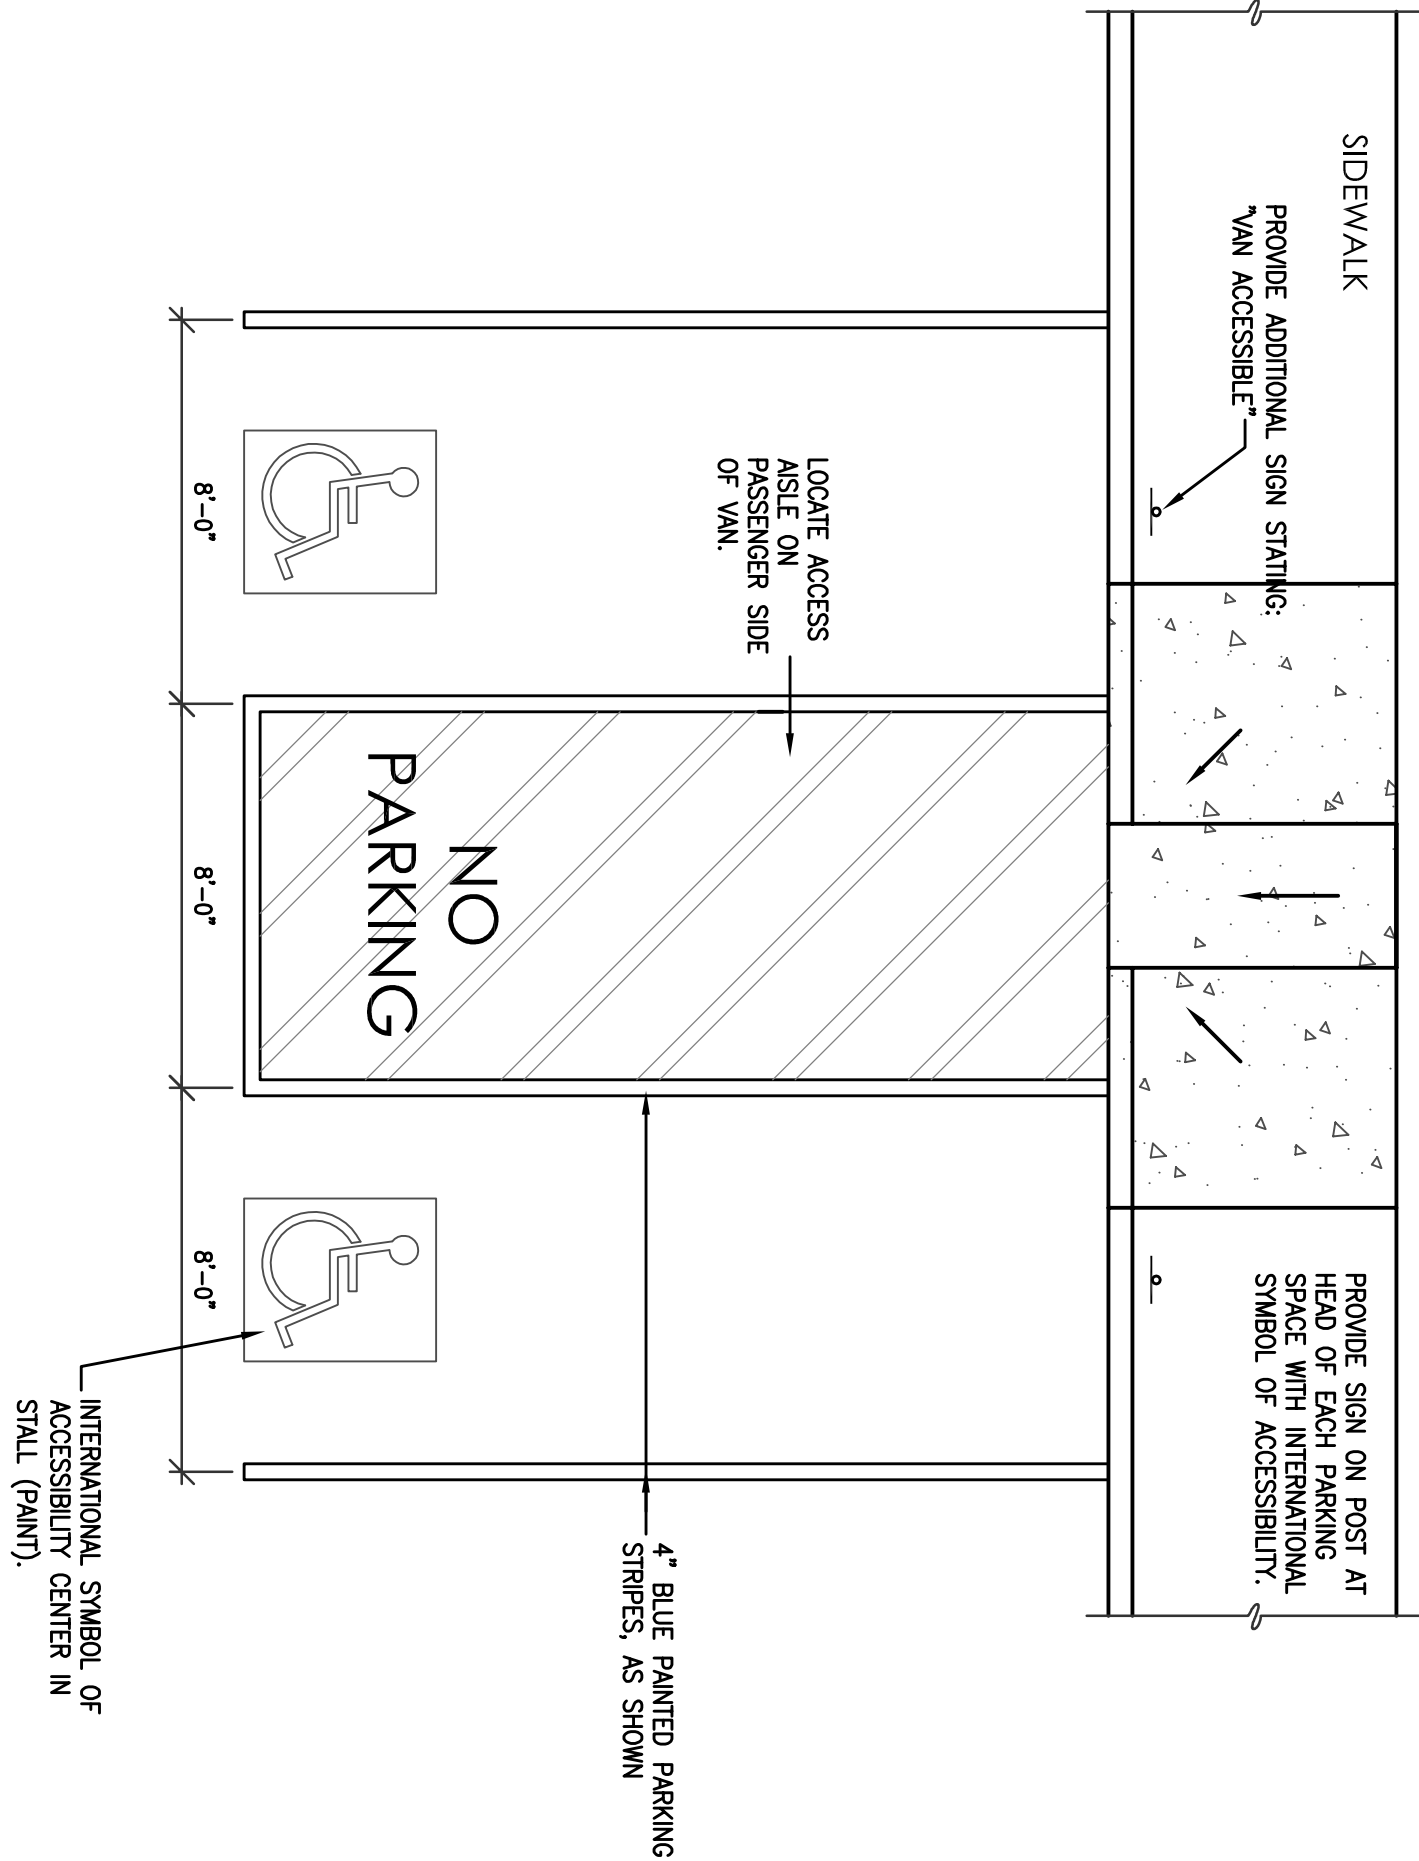 SIDEWALK
PROVIDE ADDITIONAL SIGN STATING:
"VAN ACCESSIBLE"
PROVIDE SIGN ON POST AT
HEAD OF EACH PARKING
SPACE WITH INTERNATIONAL
SYMBOL OF ACCESSIBILITY.
LOCATE ACCESS
AISLE ON
PASSENGER SIDE
OF VAN.
4" BLUE PAINTED PARKING
STRIPES, AS SHOWN
NO
PARKING
8'-0"
8'-0"
8'-0"
INTERNATIONAL SYMBOL OF
ACCESSIBILITY CENTER IN
STALL (PAINT).